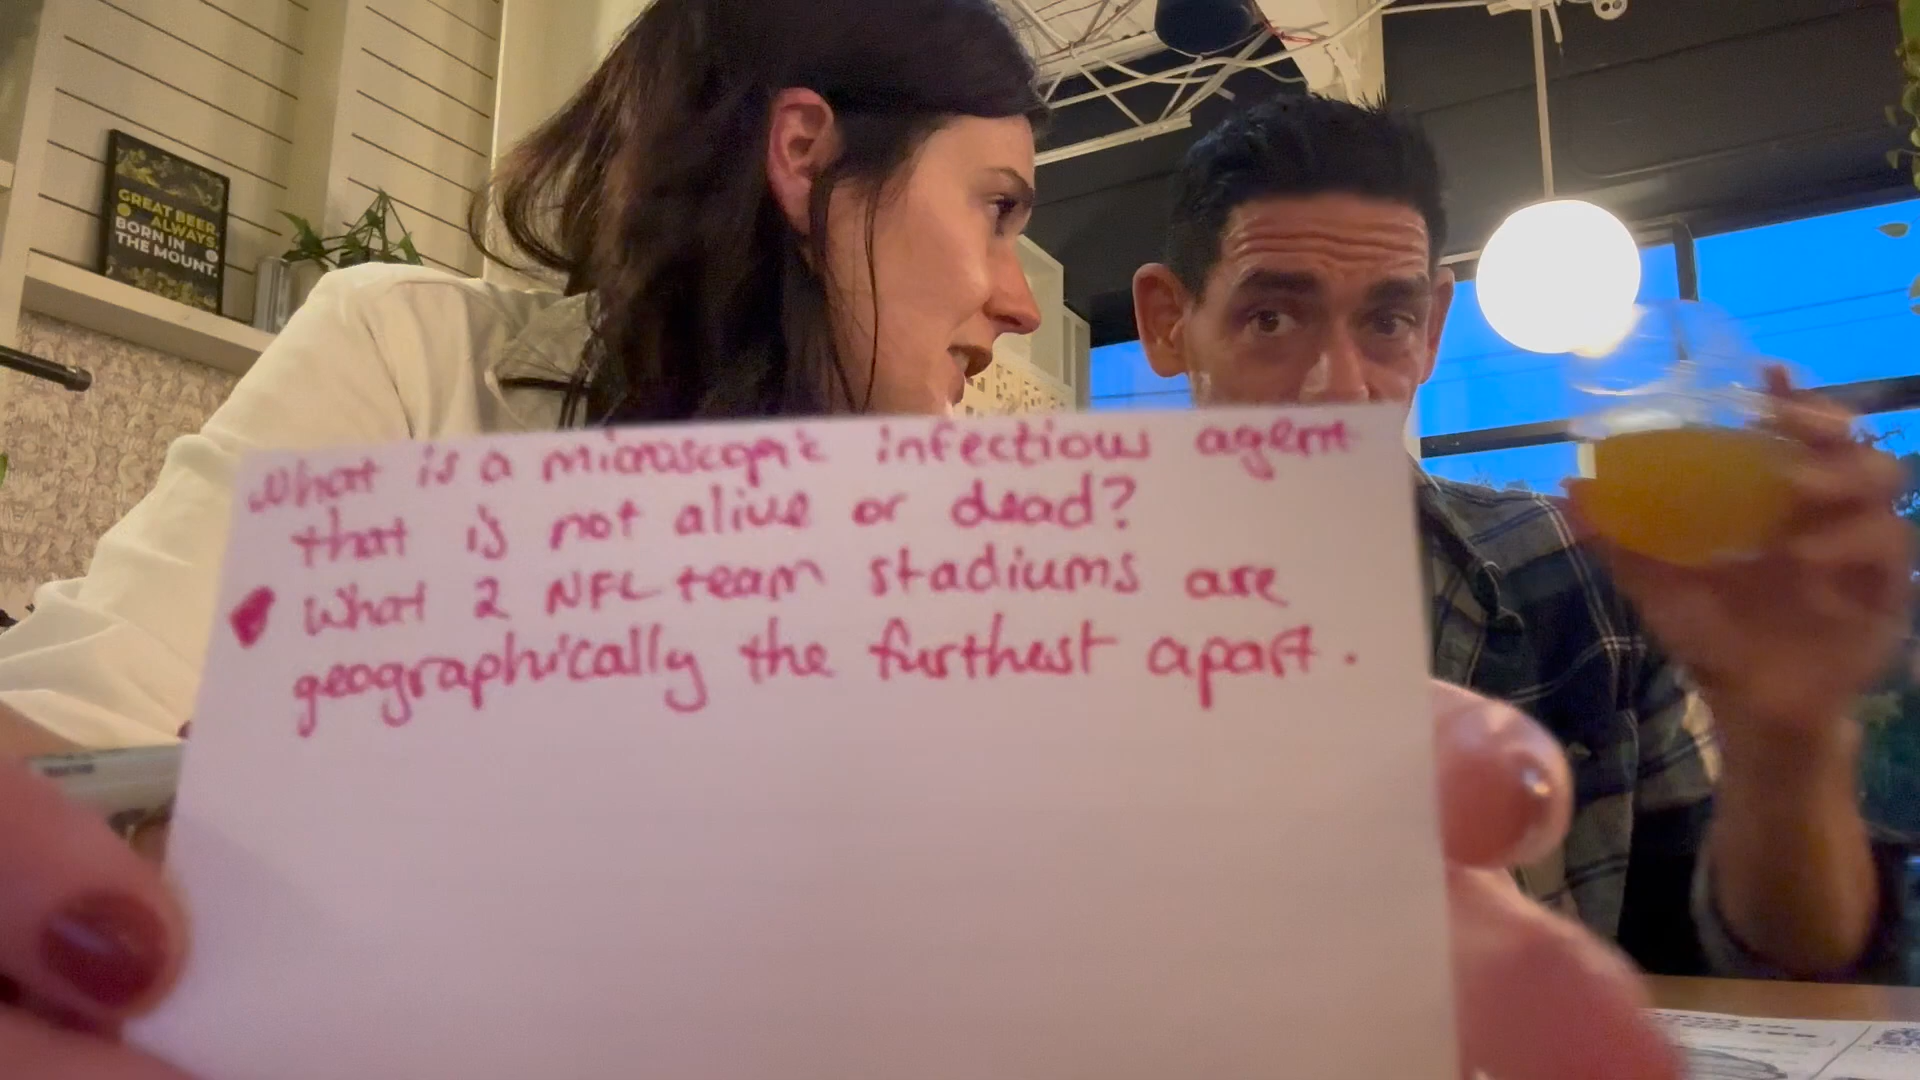 GREAT BEER.
ALWAYS.
BORN IN
THE MOUNT.
What is a microscopic infectious agent
that is not alive or dead?
What 2 NFL team stadiums are
geographically the furthest apart.